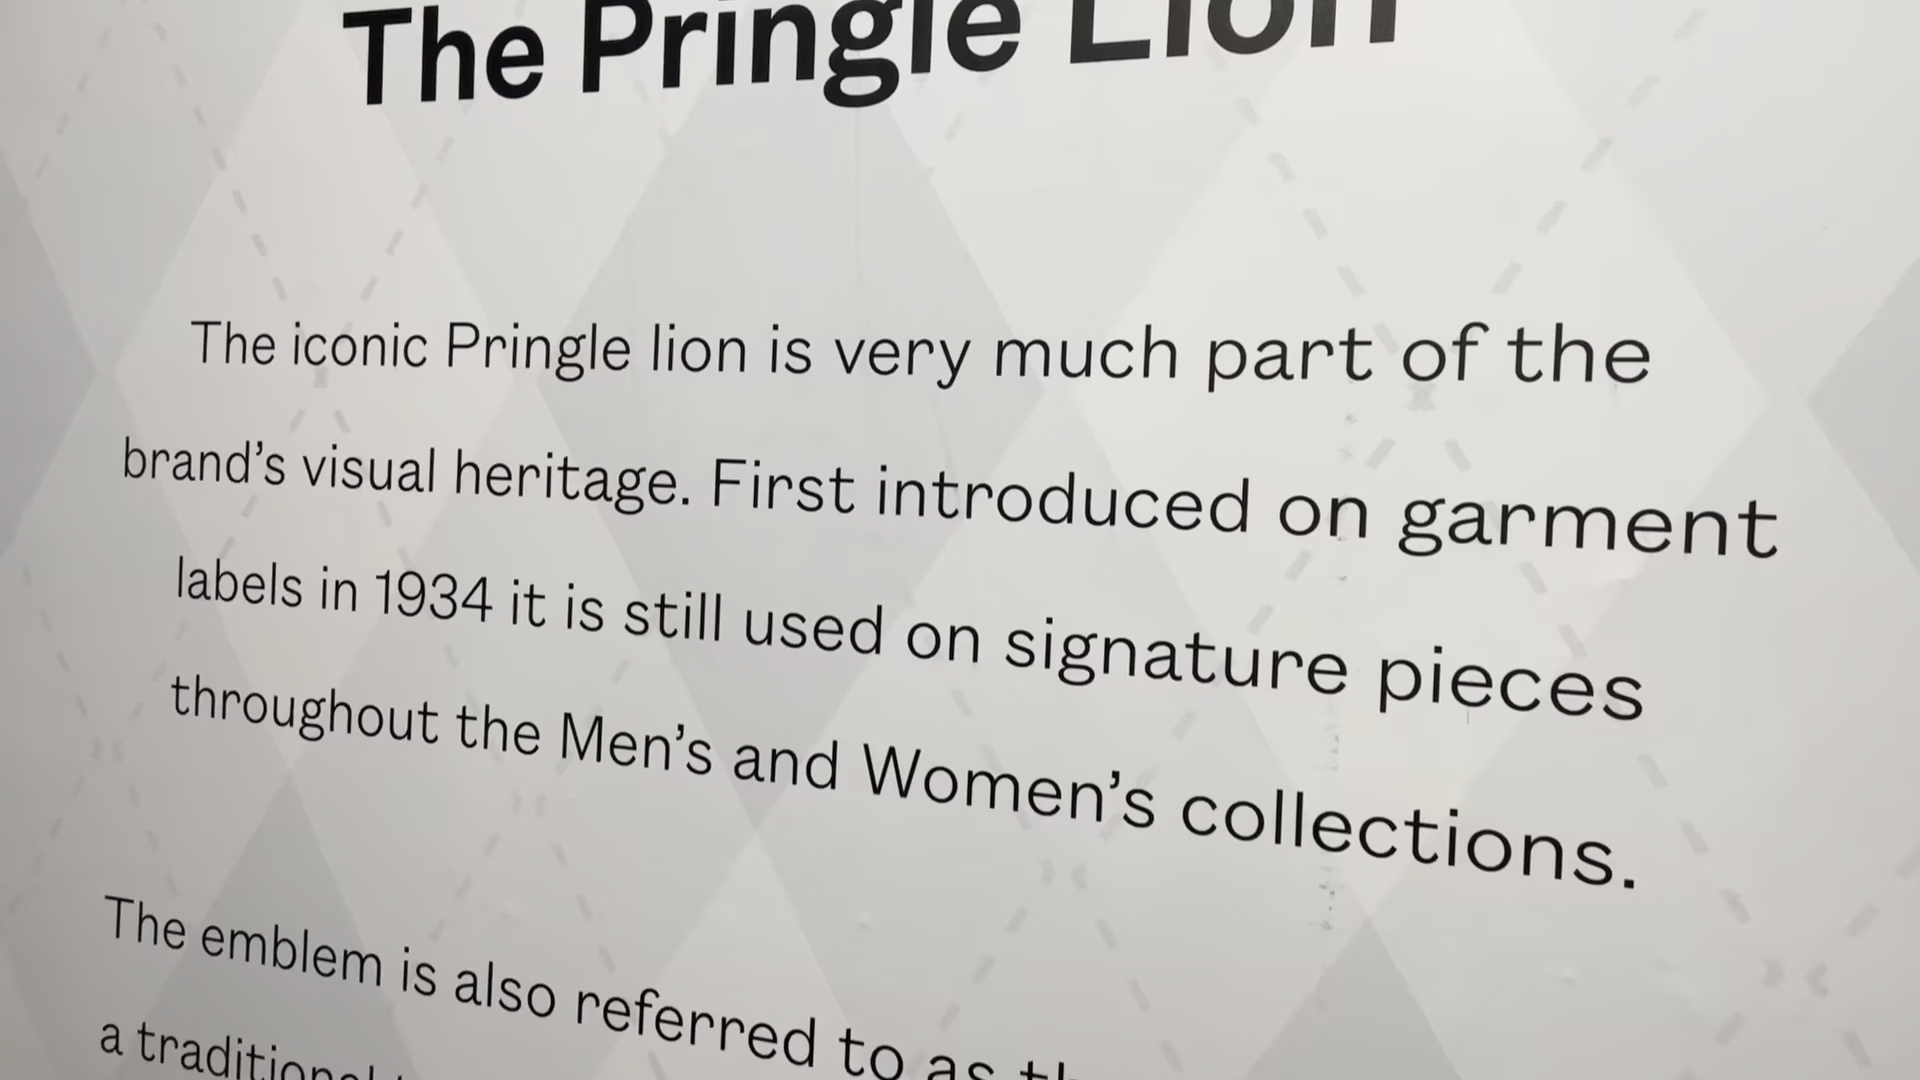 The Pringle Lion
The iconic Pringle lion is very much part of the
brand’s visual heritage. First introduced on garment
labels in 1934 it is still used on signature pieces
throughout the Men’s and Women’s collections.
The emblem is also referred to as
a traditional